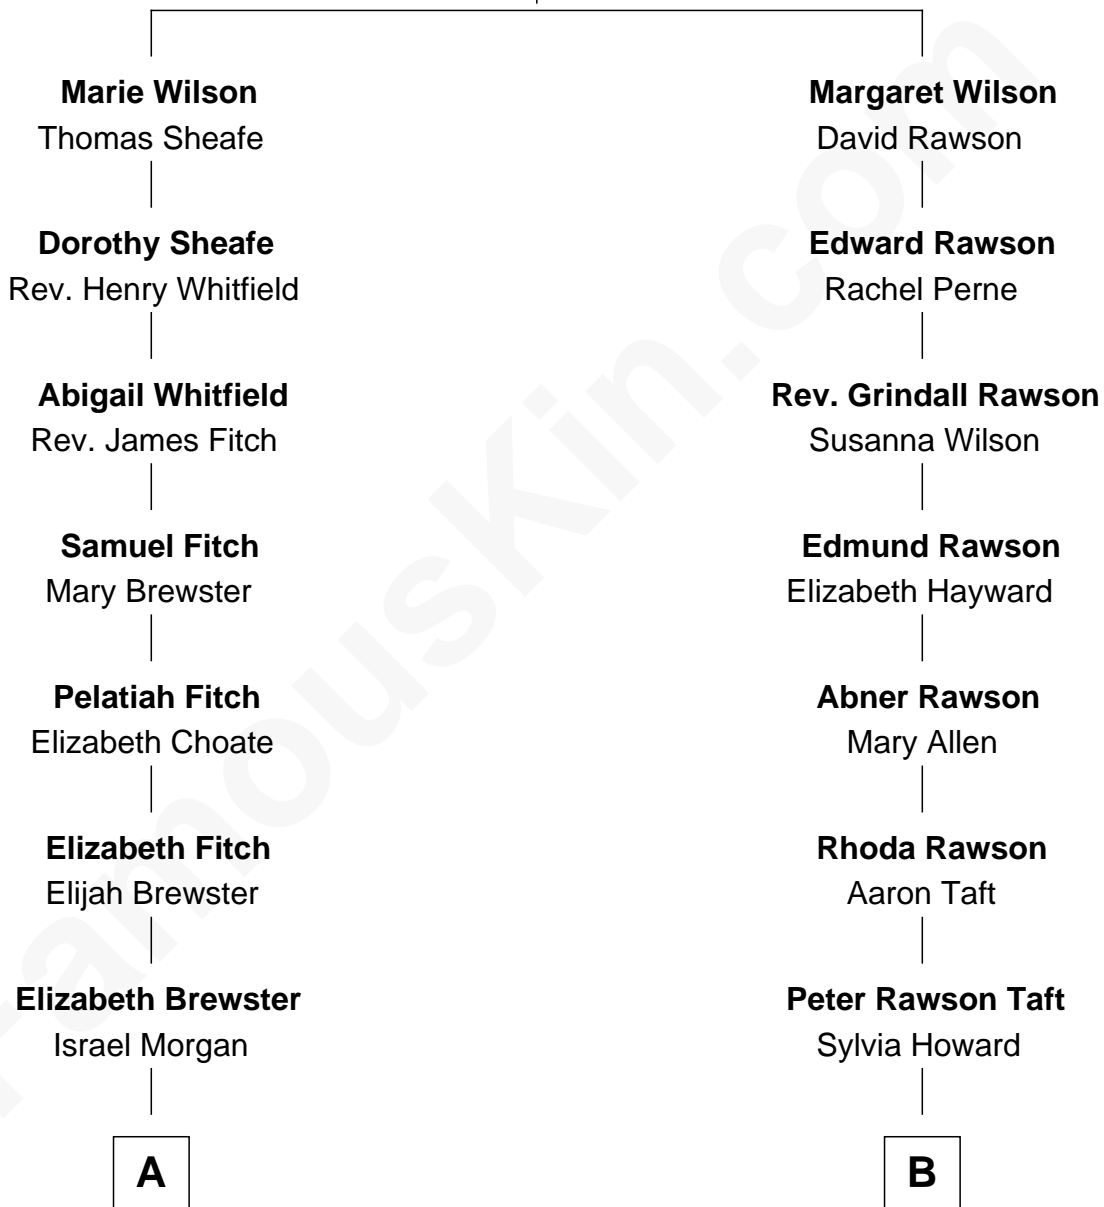 Marie Wilson
Thomas Sheafe
Dorothy Sheafe
Rev. Henry Whitfield
Abigail Whitfield
Rev. James Fitch
Samuel Fitch
Mary Brewster
Pelatiah Fitch
Elizabeth Choate
Elizabeth Fitch
Elijah Brewster
Elizabeth Brewster
Israel Morgan
A
Margaret Wilson
David Rawson
Edward Rawson
Rachel Perne
Rev. Grindall Rawson
Susanna Wilson
Edmund Rawson
Elizabeth Hayward
Abner Rawson
Mary Allen
Rhoda Rawson
Aaron Taft
Peter Rawson Taft
Sylvia Howard
B
FamousKin.com